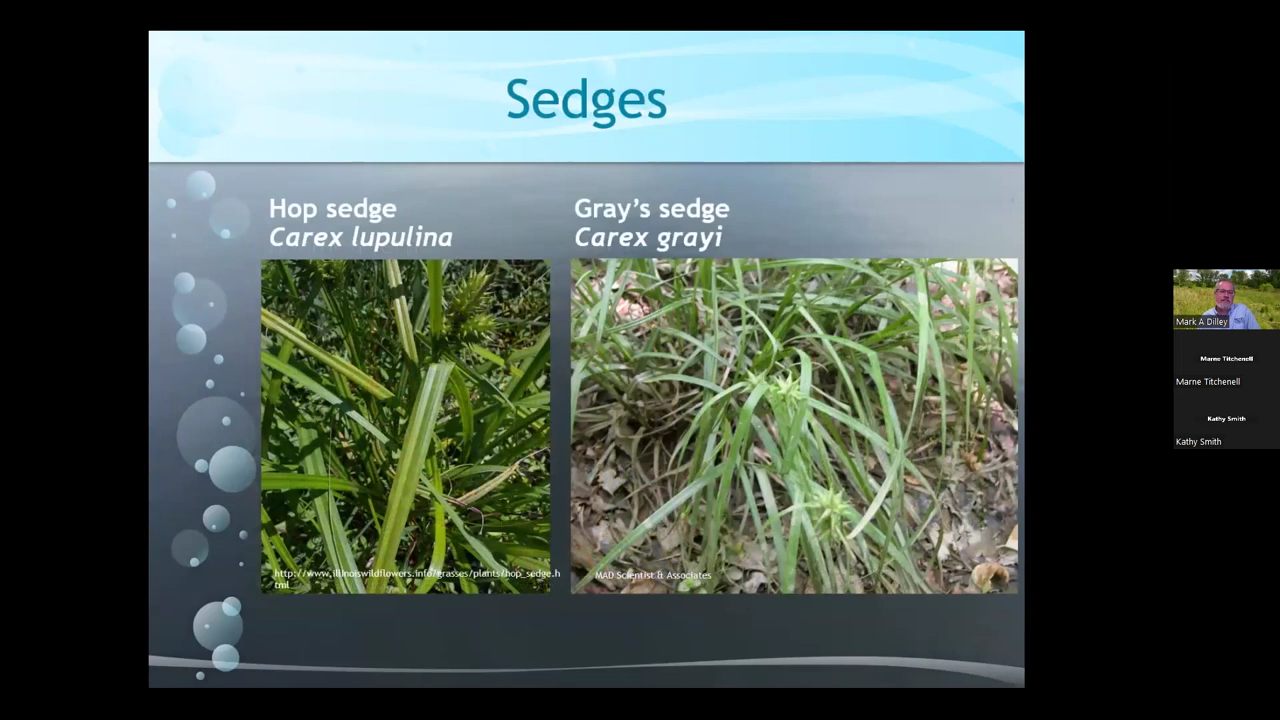 Sedges
Hop sedge
Carex lupulina
Gray's sedge
Carex grayi
http://www.illinoiswildflowers.info/grasses/plants/hop_sedge.h
tml
MAD Scientist & Associates
Mark A Dilley
Marne Titchenell
Marne Titchenell
Kathy Smith
Kathy Smith